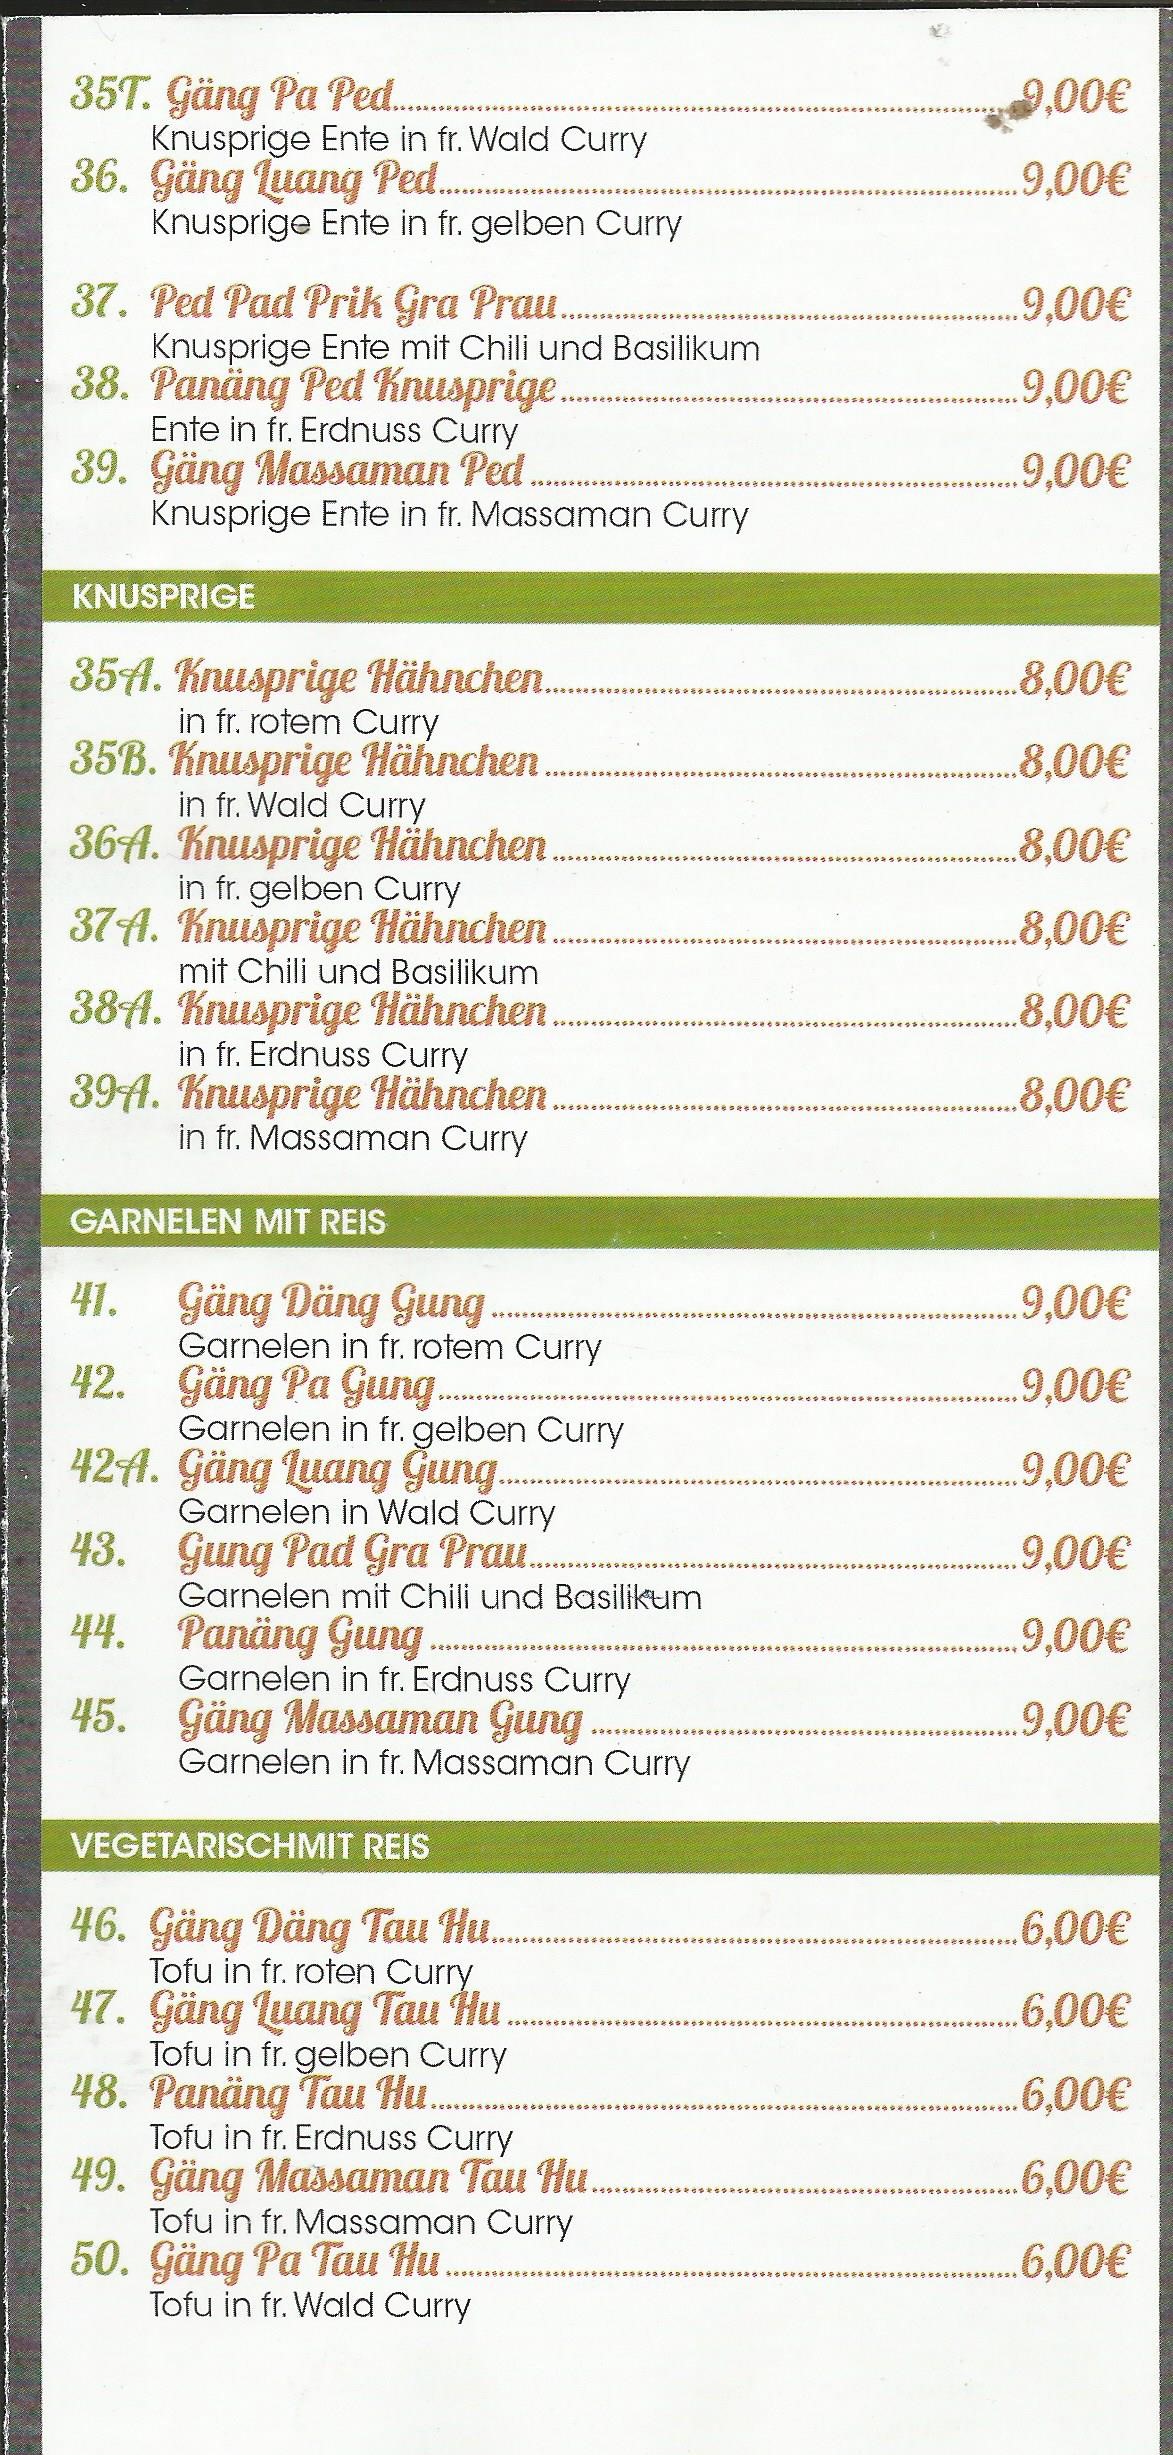 35T. Gäng Pa Ped....9,00€
Knusprige Ente in fr. Wald Curry
36. Gäng Luang Ped....9,00€
Knusprige Ente in fr. gelben Curry
37. Ped Pad Prik Gra Prau....9,00€
Knusprige Ente mit Chili und Basilikum
38. Panäng Ped Knusprige....9,00€
Ente in fr. Erdnuss Curry
39. Gäng Massaman Ped....9,00€
Knusprige Ente in fr. Massaman Curry
KNUSPRIGE
35A. Knusprige Hähnchen....8,00€
in fr. rotem Curry
35B. Knusprige Hähnchen....8,00€
in fr. Wald Curry
36A. Knusprige Hähnchen....8,00€
in fr. gelben Curry
37A. Knusprige Hähnchen....8,00€
mit Chili und Basilikum
38A. Knusprige Hähnchen....8,00€
in fr. Erdnuss Curry
39A. Knusprige Hähnchen....8,00€
in fr. Massaman Curry
GARNELEN MIT REIS
41. Gäng Däng Gung....9,00€
Garnelen in fr. rotem Curry
42. Gäng Pa Gung....9,00€
Garnelen in fr. gelben Curry
42A. Gäng Luang Gung....9,00€
Garnelen in Wald Curry
43. Gung Pad Gra Prau....9,00€
Garnelen mit Chili und Basilikum
44. Panäng Gung....9,00€
Garnelen in fr. Erdnuss Curry
45. Gäng Massaman Gung....9,00€
Garnelen in fr. Massaman Curry
VEGETARISCHMIT REIS
46. Gäng Däng Tau Hu....6,00€
Tofu in fr. roten Curry
47. Gäng Luang Tau Hu....6,00€
Tofu in fr. gelben Curry
48. Panäng Tau Hu....6,00€
Tofu in fr. Erdnuss Curry
49. Gäng Massaman Tau Hu....6,00€
Tofu in fr. Massaman Curry
50. Gäng Pa Tau Hu....6,00€
Tofu in fr. Wald Curry